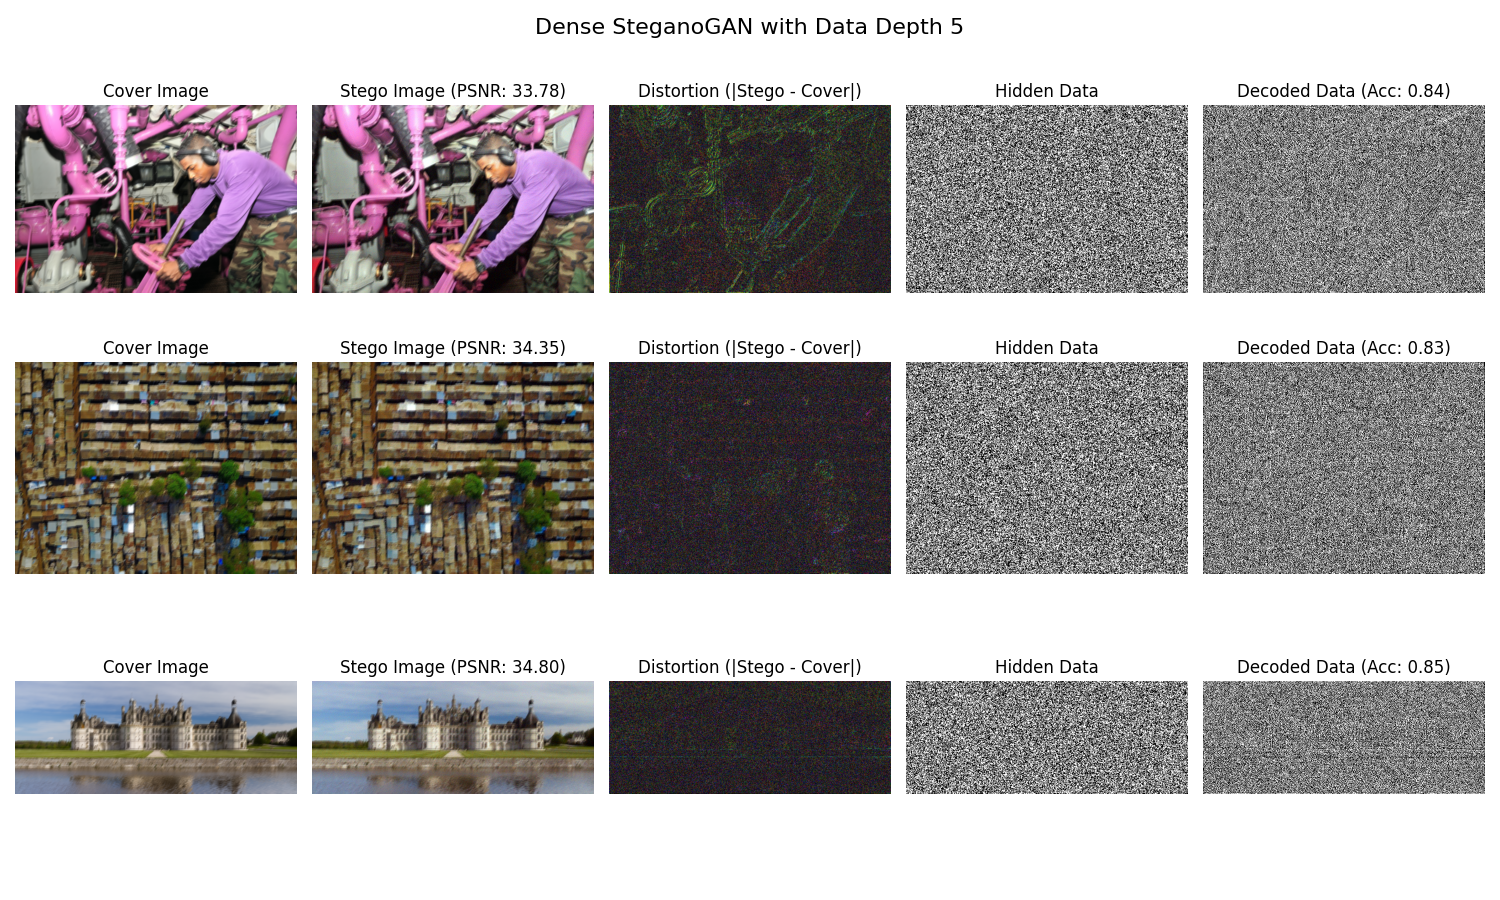 Dense SteganoGAN with Data Depth 5
Cover Image
Stego Image (PSNR: 33.78)
Distortion (|Stego - Cover|)
Hidden Data
Decoded Data (Acc: 0.84)
Cover Image
Stego Image (PSNR: 34.35)
Distortion (|Stego - Cover|)
Hidden Data
Decoded Data (Acc: 0.83)
Cover Image
Stego Image (PSNR: 34.80)
Distortion (|Stego - Cover|)
Hidden Data
Decoded Data (Acc: 0.85)